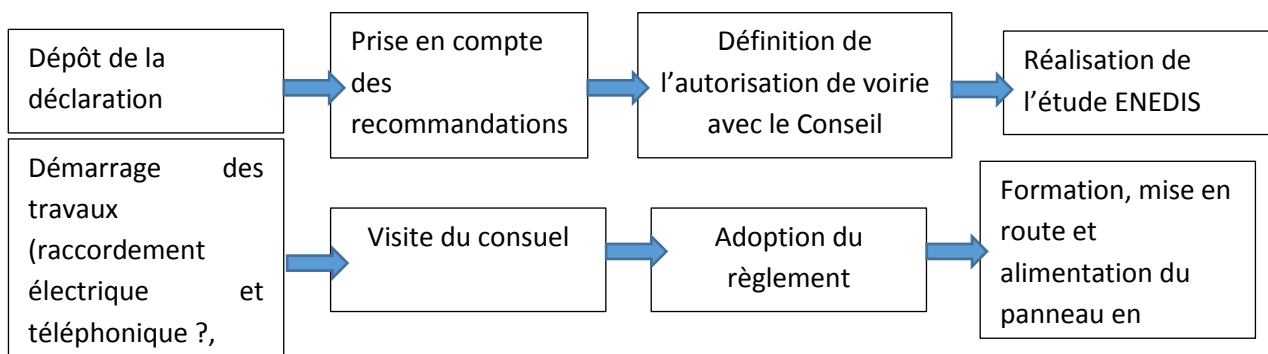 Dépôt de la
déclaration
Prise en compte
des
recommandations
Définition de
l’autorisation de voirie
avec le Conseil
Réalisation de
l’étude ENEDIS
Démarrage des
travaux
(raccordement
électrique et
téléphonique ?,
Visite du consuel
Adoption du
règlement
Formation, mise en
route et
alimentation du
panneau en